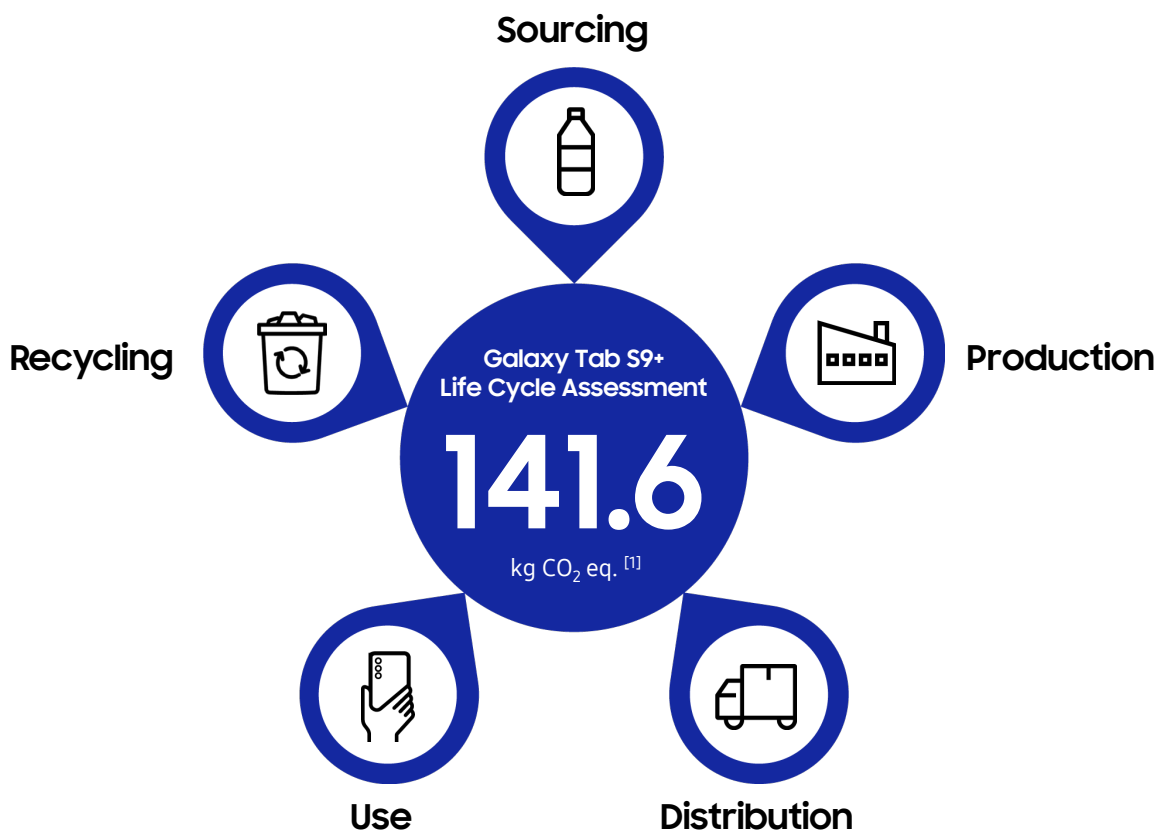 Sourcing
Recycling
Production
Galaxy Tab S9+
Life Cycle Assessment
141.6
kg CO₂ eq. [1]
Use
Distribution